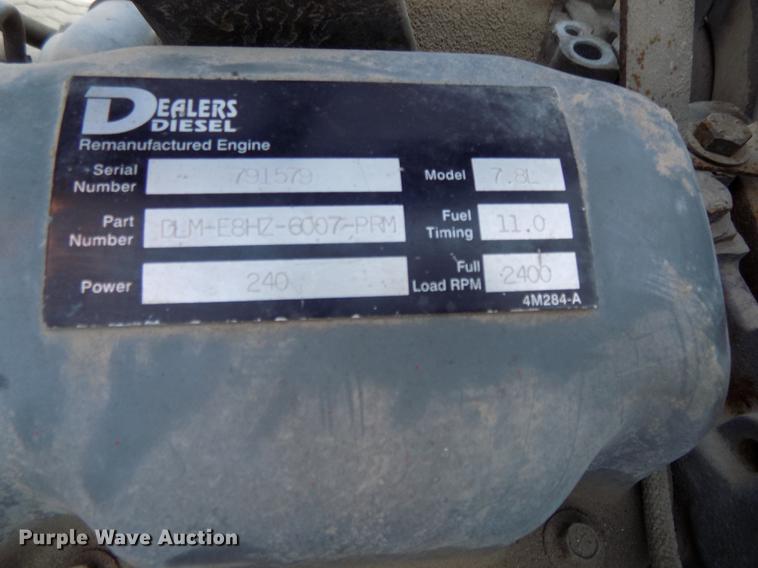 DEALERS
DIESEL
Remanufactured Engine
Serial Number 791579 Model 7.8L
Part Number DLM-E8HZ-6007-PRM Fuel Timing 11.0
Power 240 Full Load RPM 2400
4M284-A
Purple Wave Auction